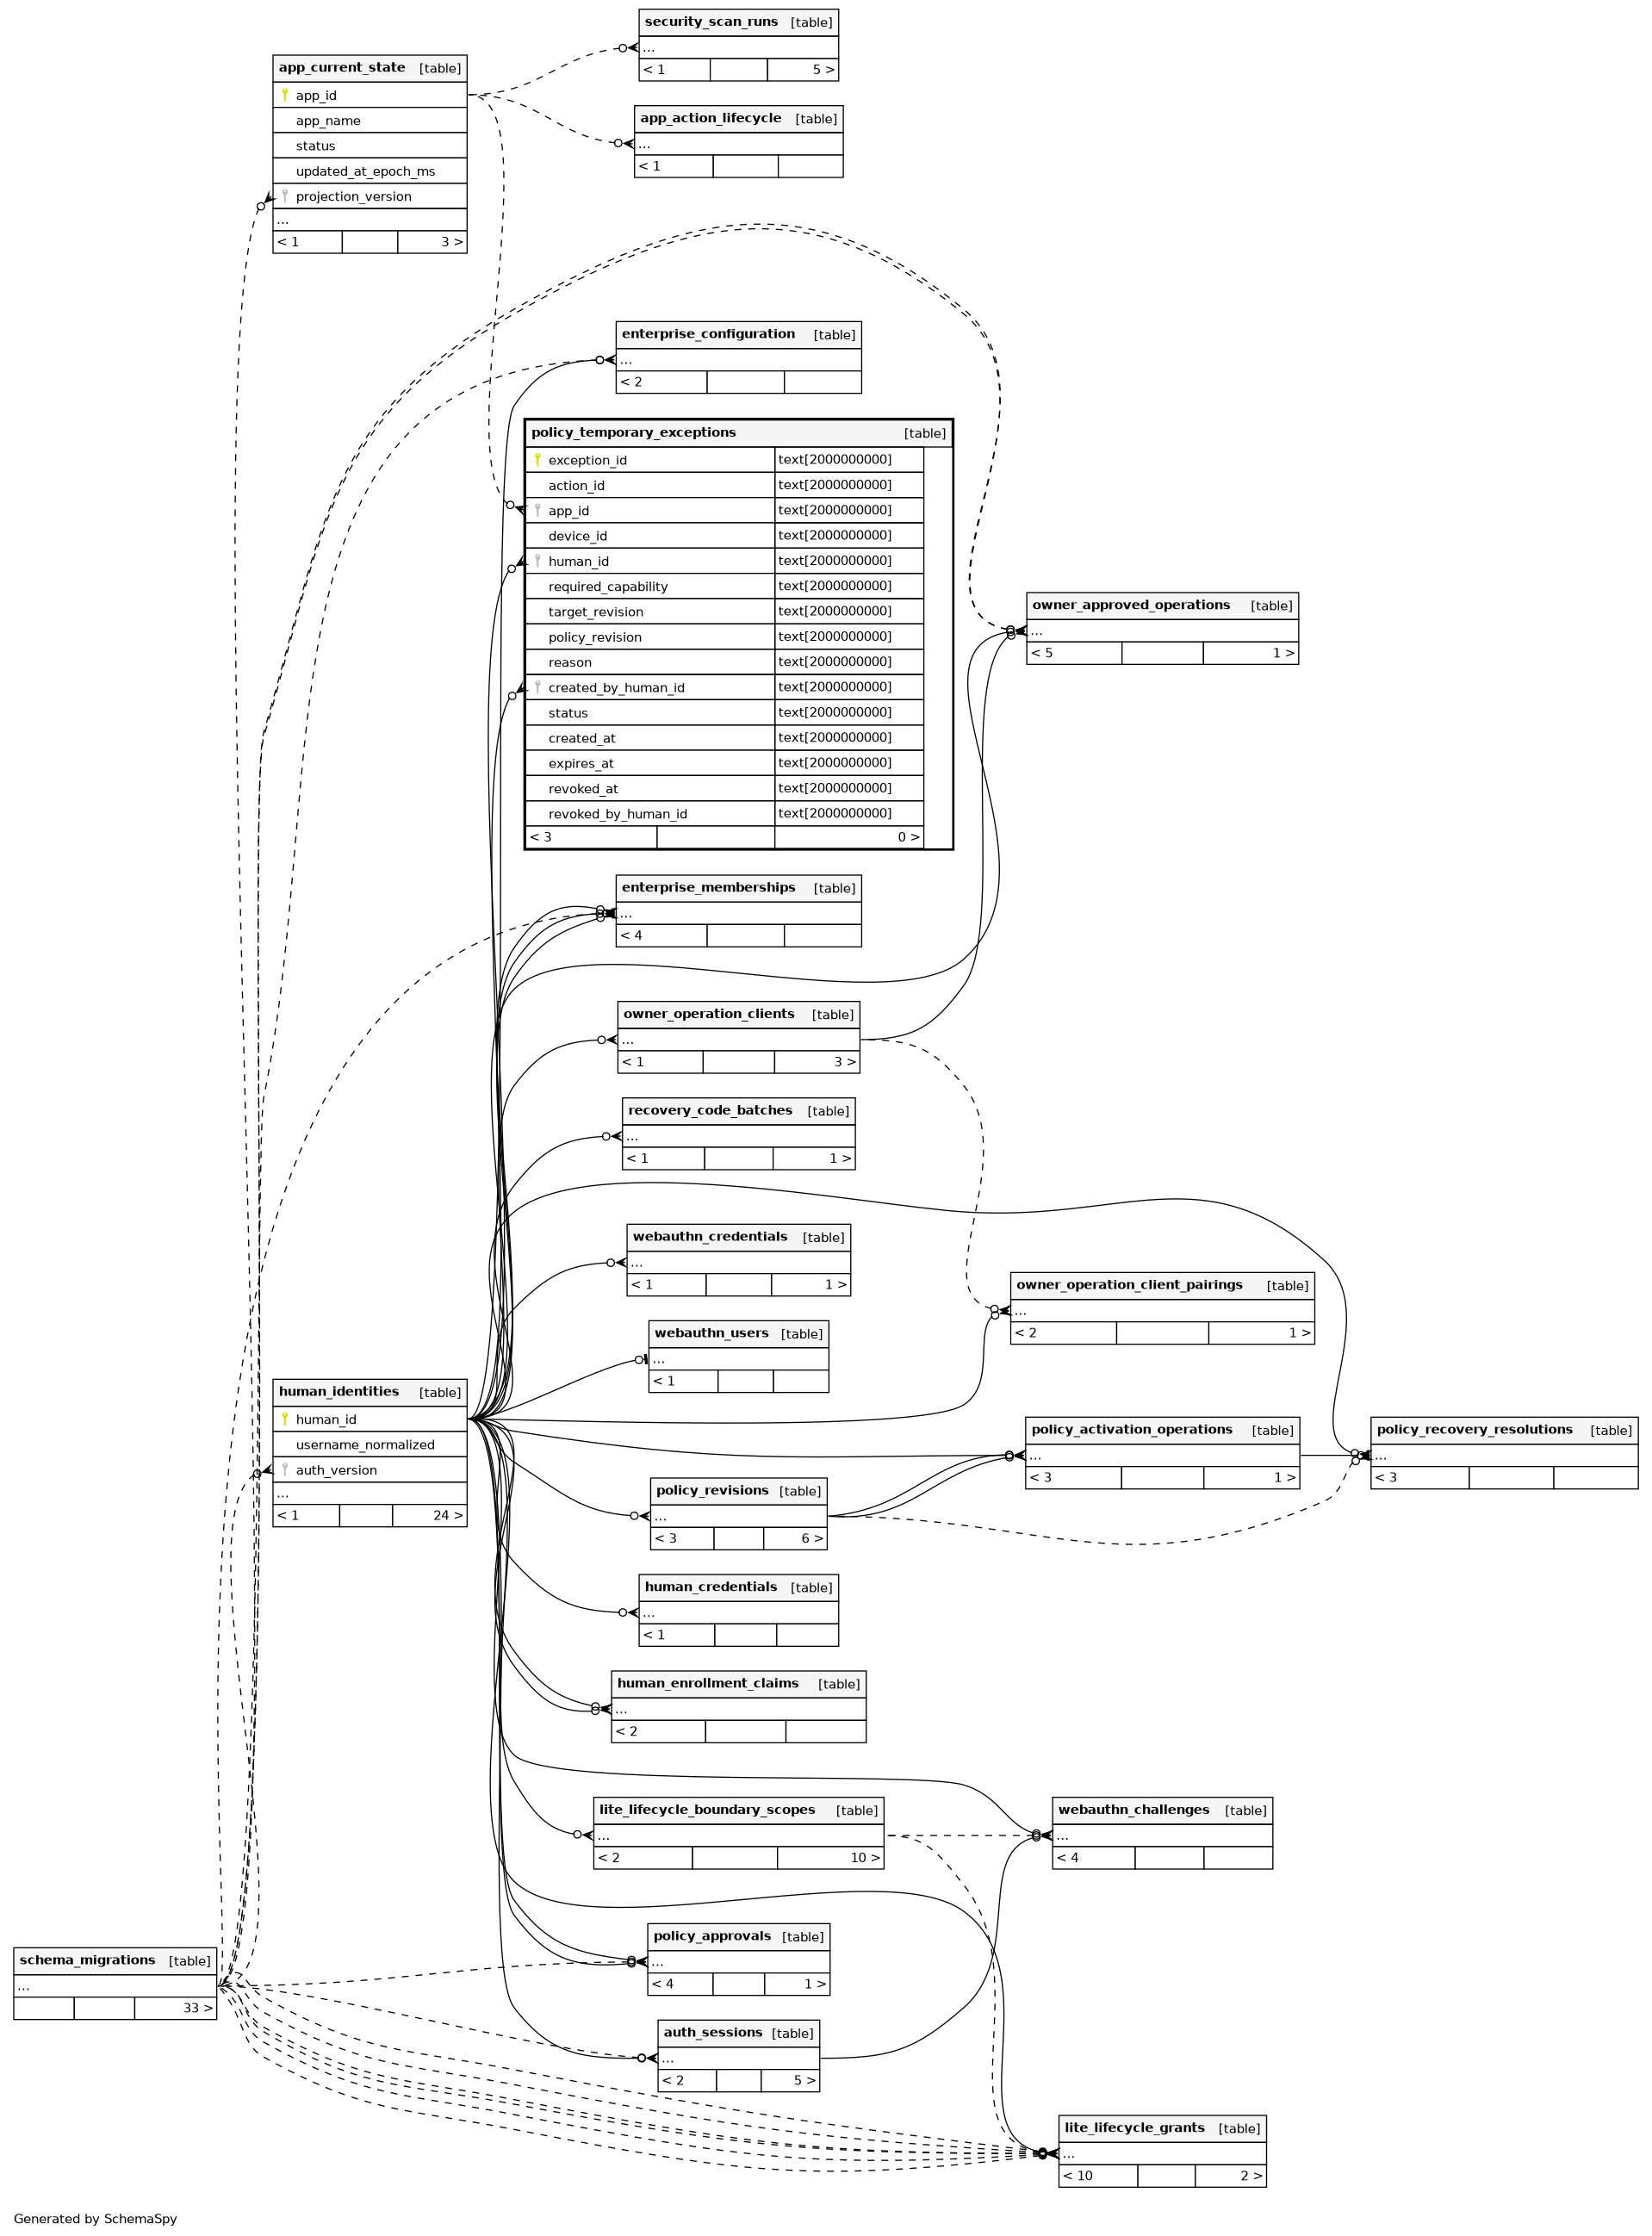 security_scan_runs [table]
...
< 1 5 >
app_current_state [table]
app_id
app_name
status
updated_at_epoch_ms
projection_version
...
< 1 3 >
app_action_lifecycle [table]
...
< 1
enterprise_configuration [table]
...
< 2
policy_temporary_exceptions [table]
exception_id text[2000000000]
action_id text[2000000000]
app_id text[2000000000]
device_id text[2000000000]
human_id text[2000000000]
required_capability text[2000000000]
target_revision text[2000000000]
policy_revision text[2000000000]
reason text[2000000000]
created_by_human_id text[2000000000]
status text[2000000000]
created_at text[2000000000]
expires_at text[2000000000]
revoked_at text[2000000000]
revoked_by_human_id text[2000000000]
< 3 0 >
owner_approved_operations [table]
...
< 5 1 >
enterprise_memberships [table]
...
< 4
owner_operation_clients [table]
...
< 1 3 >
recovery_code_batches [table]
...
< 1 1 >
webauthn_credentials [table]
...
< 1 1 >
owner_operation_client_pairings [table]
...
< 2 1 >
webauthn_users [table]
...
< 1
human_identities [table]
human_id
username_normalized
auth_version
...
< 1 24 >
policy_activation_operations [table]
...
< 3 1 >
policy_recovery_resolutions [table]
...
< 3
policy_revisions [table]
...
< 3 6 >
human_credentials [table]
...
< 1
human_enrollment_claims [table]
...
< 2
lite_lifecycle_boundary_scopes [table]
...
< 2 10 >
webauthn_challenges [table]
...
< 4
policy_approvals [table]
...
< 4 1 >
schema_migrations [table]
...
33 >
auth_sessions [table]
...
< 2 5 >
lite_lifecycle_grants [table]
...
< 10 2 >
Generated by SchemaSpy